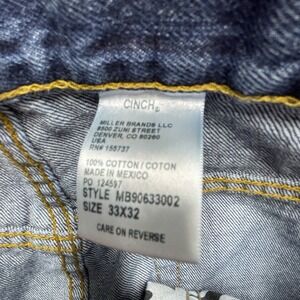 CINCH®
MILLER BRANDS LLC
8500 ZUNI STREET
DENVER, CO 80260
USA
RN# 155737
100% COTTON/COTON
MADE IN MEXICO
PO 124597
STYLE MB90633002
SIZE 33X32
CARE ON REVERSE